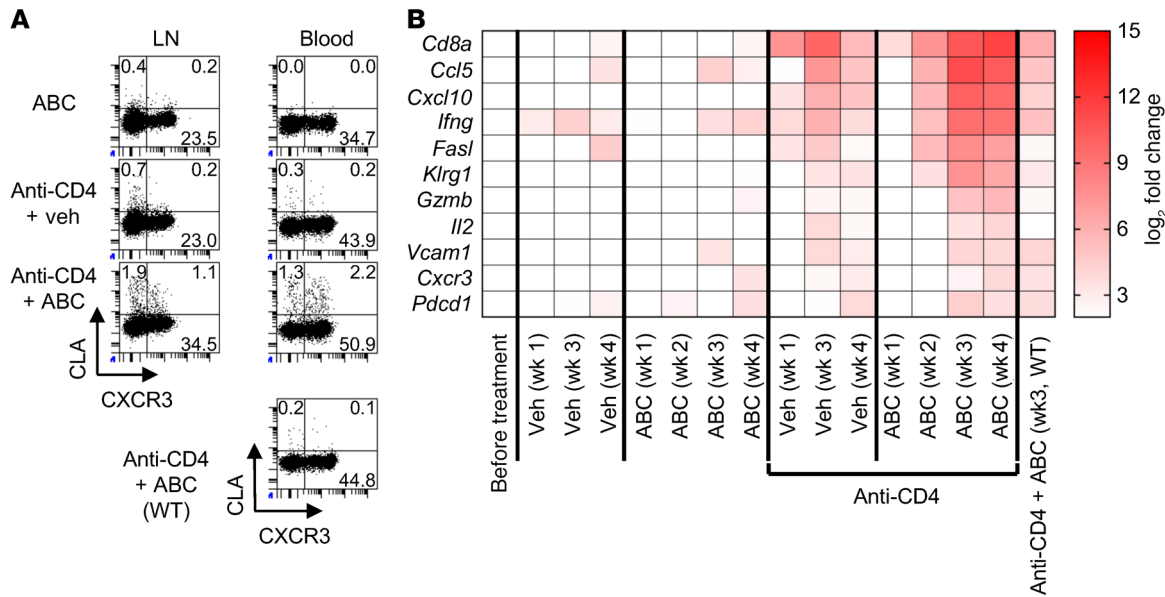 A
LN
Blood
ABC
0.4
0.2
23.5
0.0
0.0
34.7
Anti-CD4
+ veh
0.7
0.2
23.0
0.3
0.2
43.9
Anti-CD4
+ ABC
1.9
1.1
34.5
1.3
2.2
50.9
CLA
CXCR3
Anti-CD4
+ ABC
(WT)
0.2
0.1
44.8
CLA
CXCR3
B
Cd8a
Ccl5
Cxcl10
Ifng
Fasl
Klrg1
Gzmb
Il2
Vcam1
Cxcr3
Pdcd1
Before treatment
Veh (wk 1)
Veh (wk 3)
Veh (wk 4)
ABC (wk1)
ABC (wk2)
ABC (wk 3)
ABC (wk 4)
Veh (wk 1)
Veh (wk 3)
Veh (wk 4)
ABC (wk1)
ABC (wk2)
ABC (wk3)
ABC (wk4)
Anti-CD4 + ABC (wk3, WT)
Anti-CD4
15
12
9
6
3
log₂ fold change